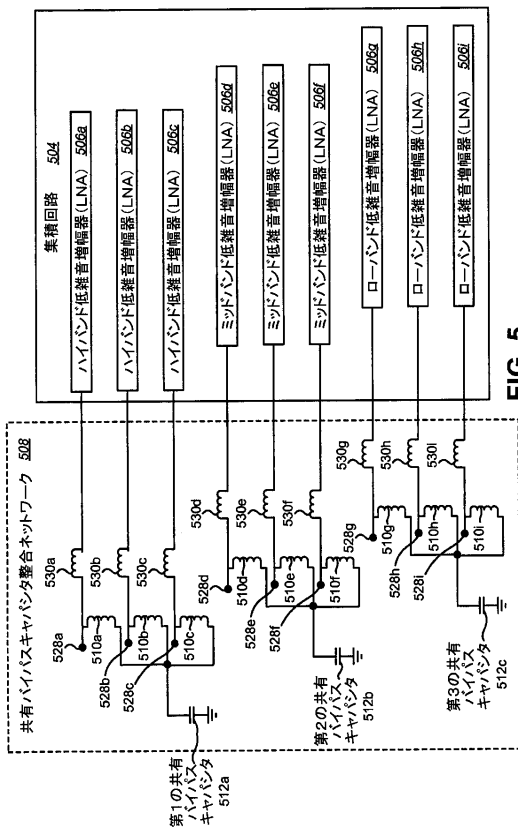 共有バイパスキャパシタ整合ネットワーク 508
集積回路 504
528a
530a
510a
ハイバンド低雑音増幅器(LNA) 506a
528b
530b
510b
ハイバンド低雑音増幅器(LNA) 506b
528c
530c
510c
ハイバンド低雑音増幅器(LNA) 506c
第1の共有
バイパス
キャパシタ
512a
528d
530d
510d
ミッドバンド低雑音増幅器(LNA) 506d
528e
530e
510e
ミッドバンド低雑音増幅器(LNA) 506e
528f
530f
510f
ミッドバンド低雑音増幅器(LNA) 506f
第2の共有
バイパス
キャパシタ
512b
528g
530g
510g
ローバンド低雑音増幅器(LNA) 506g
528h
530h
510h
ローバンド低雑音増幅器(LNA) 506h
528i
530i
510i
ローバンド低雑音増幅器(LNA) 506i
第3の共有
バイパス
キャパシタ
512c
FIG. 5